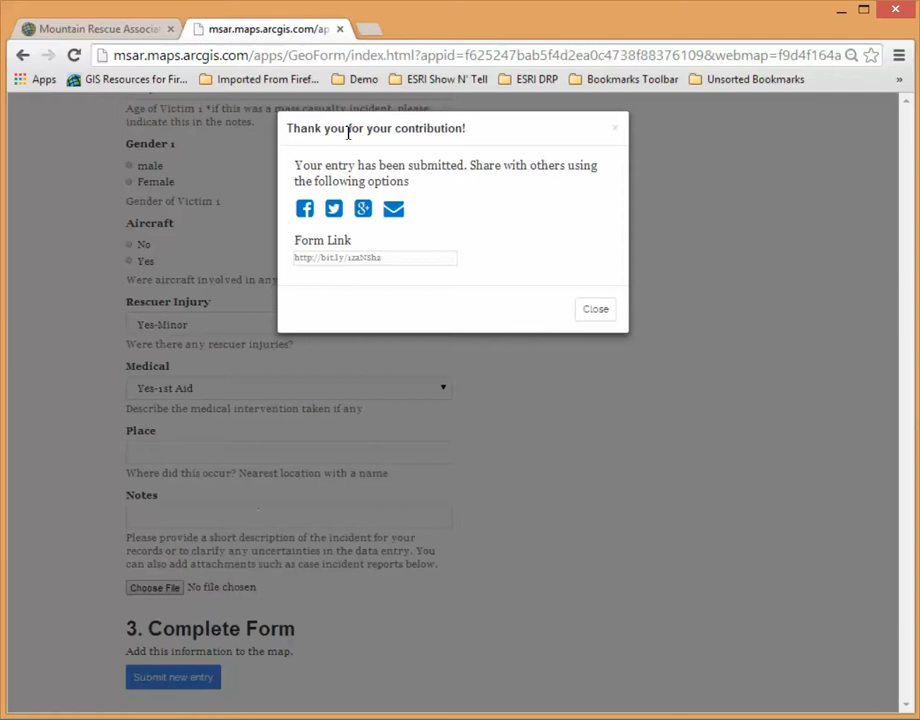 Mountain Rescue Associat
msar.maps.arcgis.com/ap
msar.maps.arcgis.com/apps/GeoForm/index.html?appid=f625247bab5f4d2ea0c4738f88376109&webmap=f9d4f164a
Apps GIS Resources for Fir... Imported From Firef... Demo ESRI Show N' Tell ESRI DRP Bookmarks Toolbar Unsorted Bookmarks »
Age of Victim 1 *if this was a mass casualty incident, please
indicate this in the notes.
Gender 1
male
Female
Gender of Victim 1
Aircraft
No
Yes
Were aircraft involved in any
Rescuer Injury
Yes-Minor
Were there any rescuer injuries?
Medical
Yes-1st Aid
Describe the medical intervention taken if any
Place
Where did this occur? Nearest location with a name
Notes
Please provide a short description of the incident for your
records or to clarify any uncertainties in the data entry. You
can also add attachments such as case incident reports below.
Choose File No file chosen
3. Complete Form
Add this information to the map.
Submit new entry
Thank you for your contribution!
×
Your entry has been submitted. Share with others using
the following options
Form Link
Close